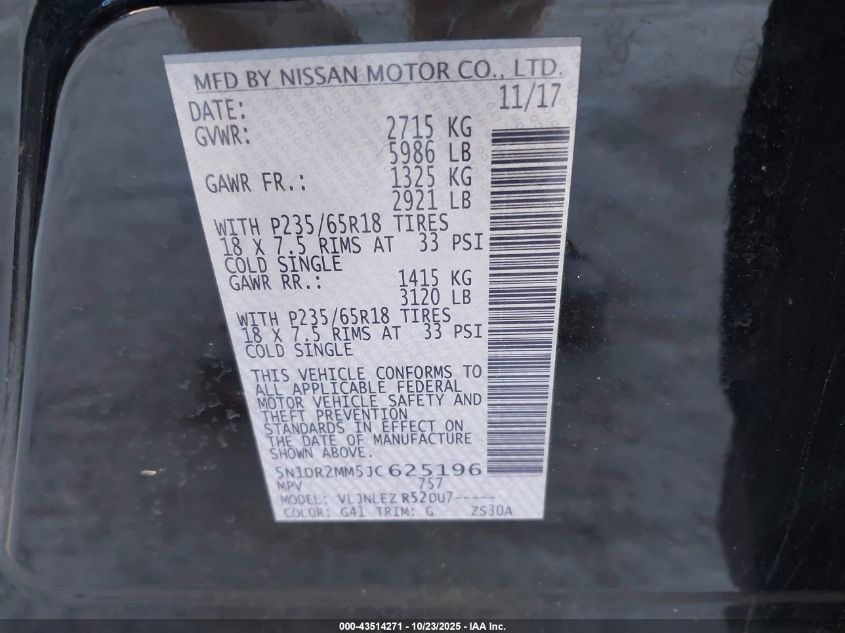 MFD BY NISSAN MOTOR CO., LTD.
DATE: 11/17
GVWR: 2715 KG
5986 LB
GAWR FR.: 1325 KG
2921 LB
WITH P235/65R18 TIRES
18 X 7.5 RIMS AT 33 PSI
COLD SINGLE
GAWR RR.: 1415 KG
3120 LB
WITH P235/65R18 TIRES
18 X 7.5 RIMS AT 33 PSI
COLD SINGLE
THIS VEHICLE CONFORMS TO
ALL APPLICABLE FEDERAL
MOTOR VEHICLE SAFETY AND
THEFT PREVENTION
STANDARDS IN EFFECT ON
THE DATE OF MANUFACTURE
SHOWN ABOVE.
5N1DR2MM5JC625196
MPV 757
MODEL: VLJNLEZ R52DU7-----
COLOR: G41 TRIM: G ZS30A
000-43514271 - 10/23/2025 - IAA Inc.